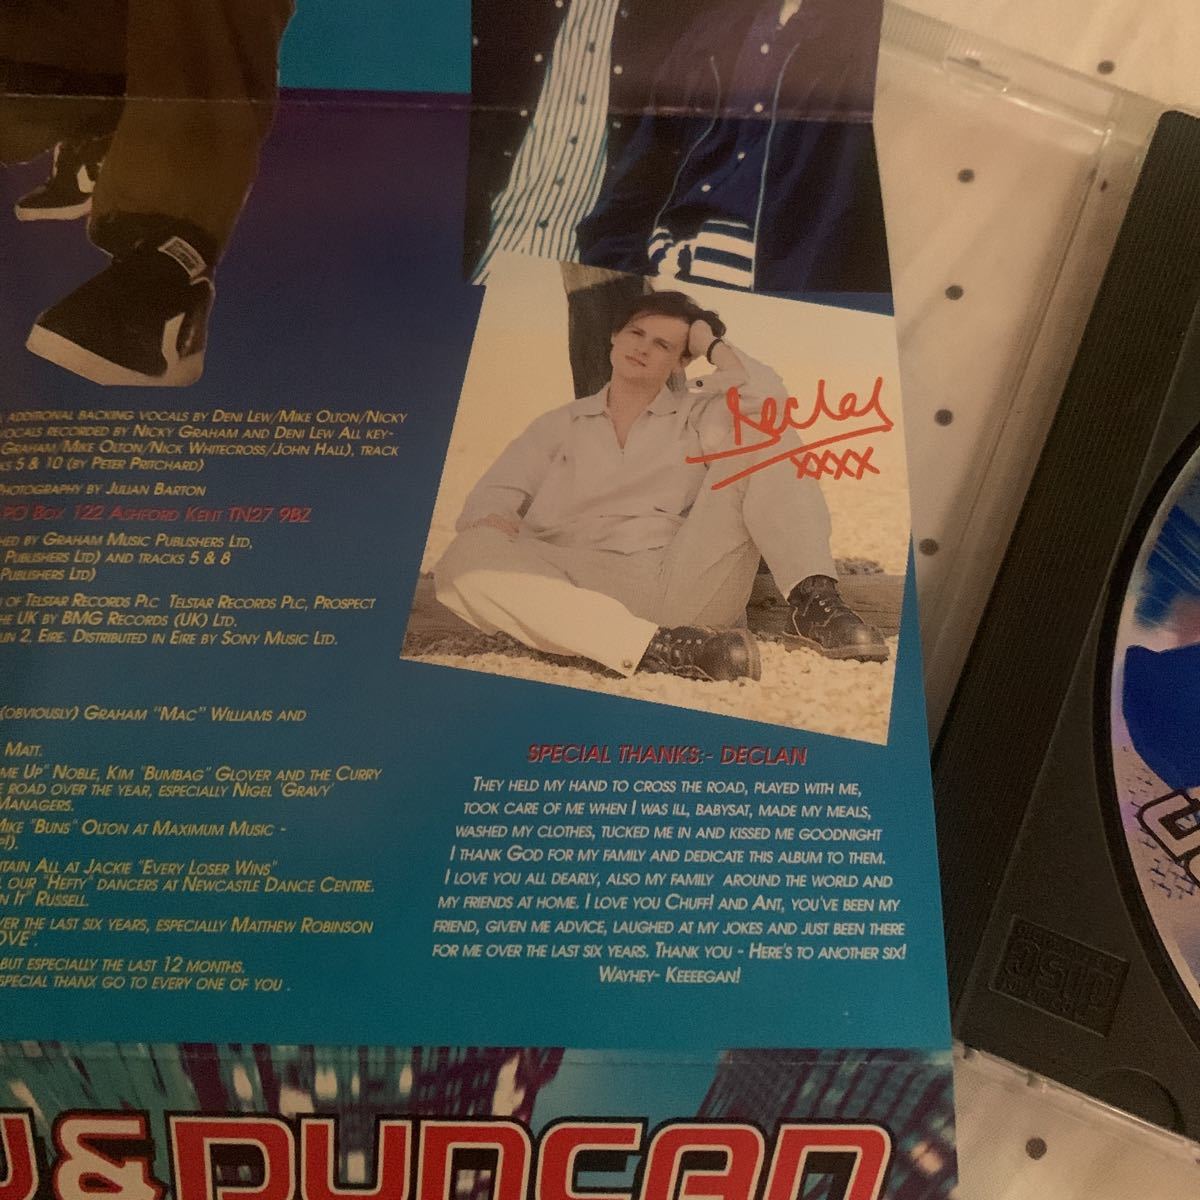 Declan
xxxx
ADDITIONAL BACKING VOCALS BY DENI LEW/MIKE OLTON/NICKY
VOCALS RECORDED BY NICKY GRAHAM AND DENI LEW ALL KEY-
GRAHAM/MIKE OLTON/NICK WHITECROSS/JOHN HALL), TRACK
5 & 10 (BY PETER PRITCHARD)
PHOTOGRAPHY BY JULIAN BARTON
PO BOX 122 ASHFORD KENT TN27 9BZ
BY GRAHAM MUSIC PUBLISHERS LTD,
PUBLISHERS LTD) AND TRACKS 5 & 8
PUBLISHERS LTD)
OF TELSTAR RECORDS PLC TELSTAR RECORDS PLC, PROSPECT
THE UK BY BMG RECORDS (UK) LTD.
2, EIRE. DISTRIBUTED IN EIRE BY SONY MUSIC LTD.
(OBVIOUSLY) GRAHAM "MAC" WILLIAMS AND
MATT.
UP" NOBLE, KIM "BUMBAG" GLOVER AND THE CURRY
ROAD OVER THE YEAR, ESPECIALLY NIGEL 'GRAVY'
MANAGERS.
MIKE "BUNS" OLTON AT MAXIMUM MUSIC -
ALL AT JACKIE "EVERY LOSER WINS"
OUR "HEFTY" DANCERS AT NEWCASTLE DANCE CENTRE.
IT" RUSSELL.
OVER THE LAST SIX YEARS, ESPECIALLY MATTHEW ROBINSON
BUT ESPECIALLY THE LAST 12 MONTHS.
SPECIAL THANX GO TO EVERY ONE OF YOU .
SPECIAL THANKS:- DECLAN
THEY HELD MY HAND TO CROSS THE ROAD, PLAYED WITH ME,
TOOK CARE OF ME WHEN I WAS ILL, BABYSAT, MADE MY MEALS,
WASHED MY CLOTHES, TUCKED ME IN AND KISSED ME GOODNIGHT
I THANK GOD FOR MY FAMILY AND DEDICATE THIS ALBUM TO THEM.
I LOVE YOU ALL DEARLY, ALSO MY FAMILY AROUND THE WORLD AND
MY FRIENDS AT HOME. I LOVE YOU CHUFF! AND ANT, YOU'VE BEEN MY
FRIEND, GIVEN ME ADVICE, LAUGHED AT MY JOKES AND JUST BEEN THERE
FOR ME OVER THE LAST SIX YEARS. THANK YOU - HERE'S TO ANOTHER SIX!
WAYHEY- KEEEEGAN!
& DUNCAN